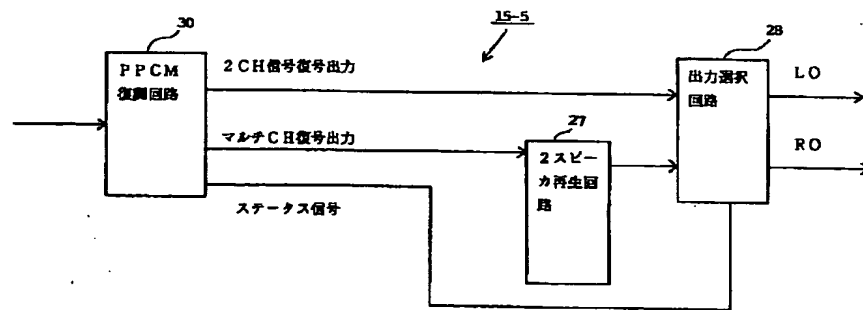 15-5
30
28
PPCM
復調回路
2CH信号復号出力
出力選択
回路
LO
マルチCH復号出力
27
2スピー
カ再生回
路
RO
ステータス信号